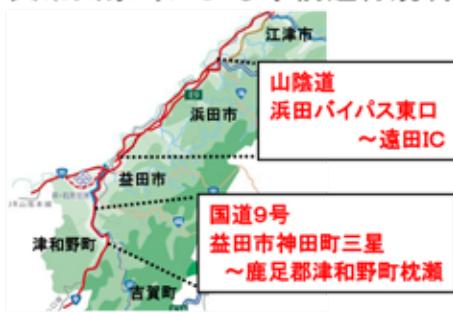 江津市
山陰道
浜田バイパス東口
～遠田IC
浜田市
益田市
国道9号
益田市神田町三星
～鹿足郡津和野町枕瀬
津和野町
吉賀町